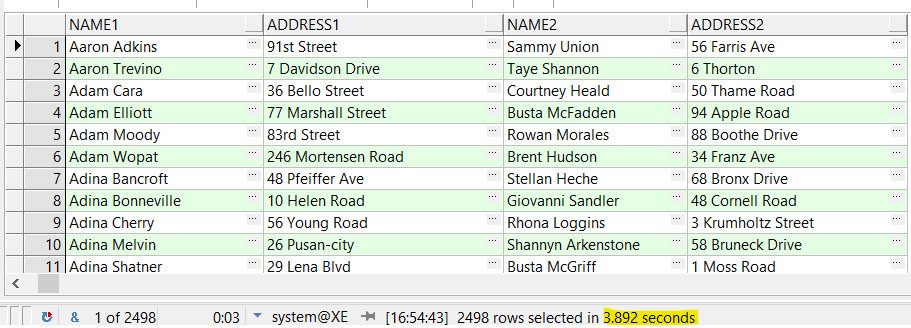 NAME1 ADDRESS1 NAME2 ADDRESS2
1 Aaron Adkins ... 91st Street ... Sammy Union ... 56 Farris Ave ...
2 Aaron Trevino ... 7 Davidson Drive ... Taye Shannon ... 6 Thorton ...
3 Adam Cara ... 36 Bello Street ... Courtney Heald ... 50 Thame Road ...
4 Adam Elliott ... 77 Marshall Street ... Busta McFadden ... 94 Apple Road ...
5 Adam Moody ... 83rd Street ... Rowan Morales ... 88 Boothe Drive ...
6 Adam Wopat ... 246 Mortensen Road ... Brent Hudson ... 34 Franz Ave ...
7 Adina Bancroft ... 48 Pfeiffer Ave ... Stellan Heche ... 68 Bronx Drive ...
8 Adina Bonneville ... 10 Helen Road ... Giovanni Sandler ... 48 Cornell Road ...
9 Adina Cherry ... 56 Young Road ... Rhona Loggins ... 3 Krumholtz Street ...
10 Adina Melvin ... 26 Pusan-city ... Shannyn Arkenstone ... 58 Bruneck Drive ...
11 Adina Shatner ... 29 Lena Blvd ... Busta McGriff ... 1 Moss Road ...
& 1 of 2498 0:03 system@XE [16:54:43] 2498 rows selected in 3.892 seconds